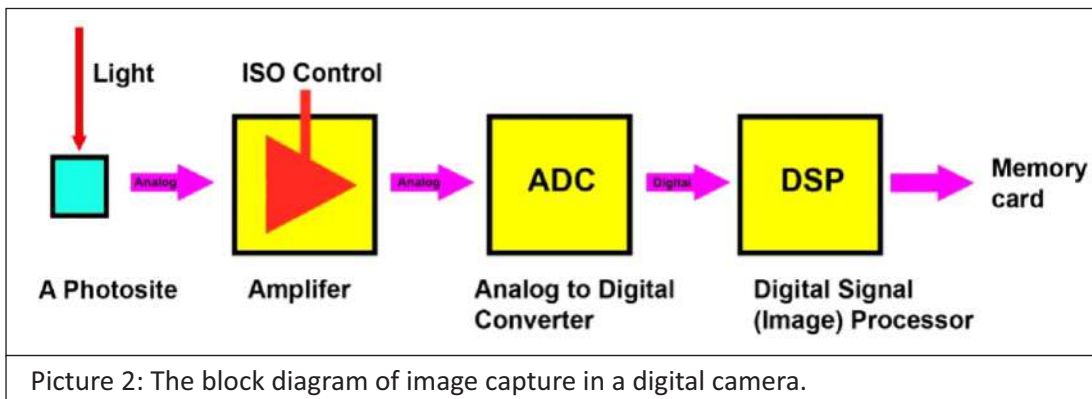 Light
ISO Control
Analog
Analog
ADC
Digital
DSP
Memory
card
A Photosite
Amplifer
Analog to Digital
Converter
Digital Signal
(Image) Processor
Picture 2: The block diagram of image capture in a digital camera.